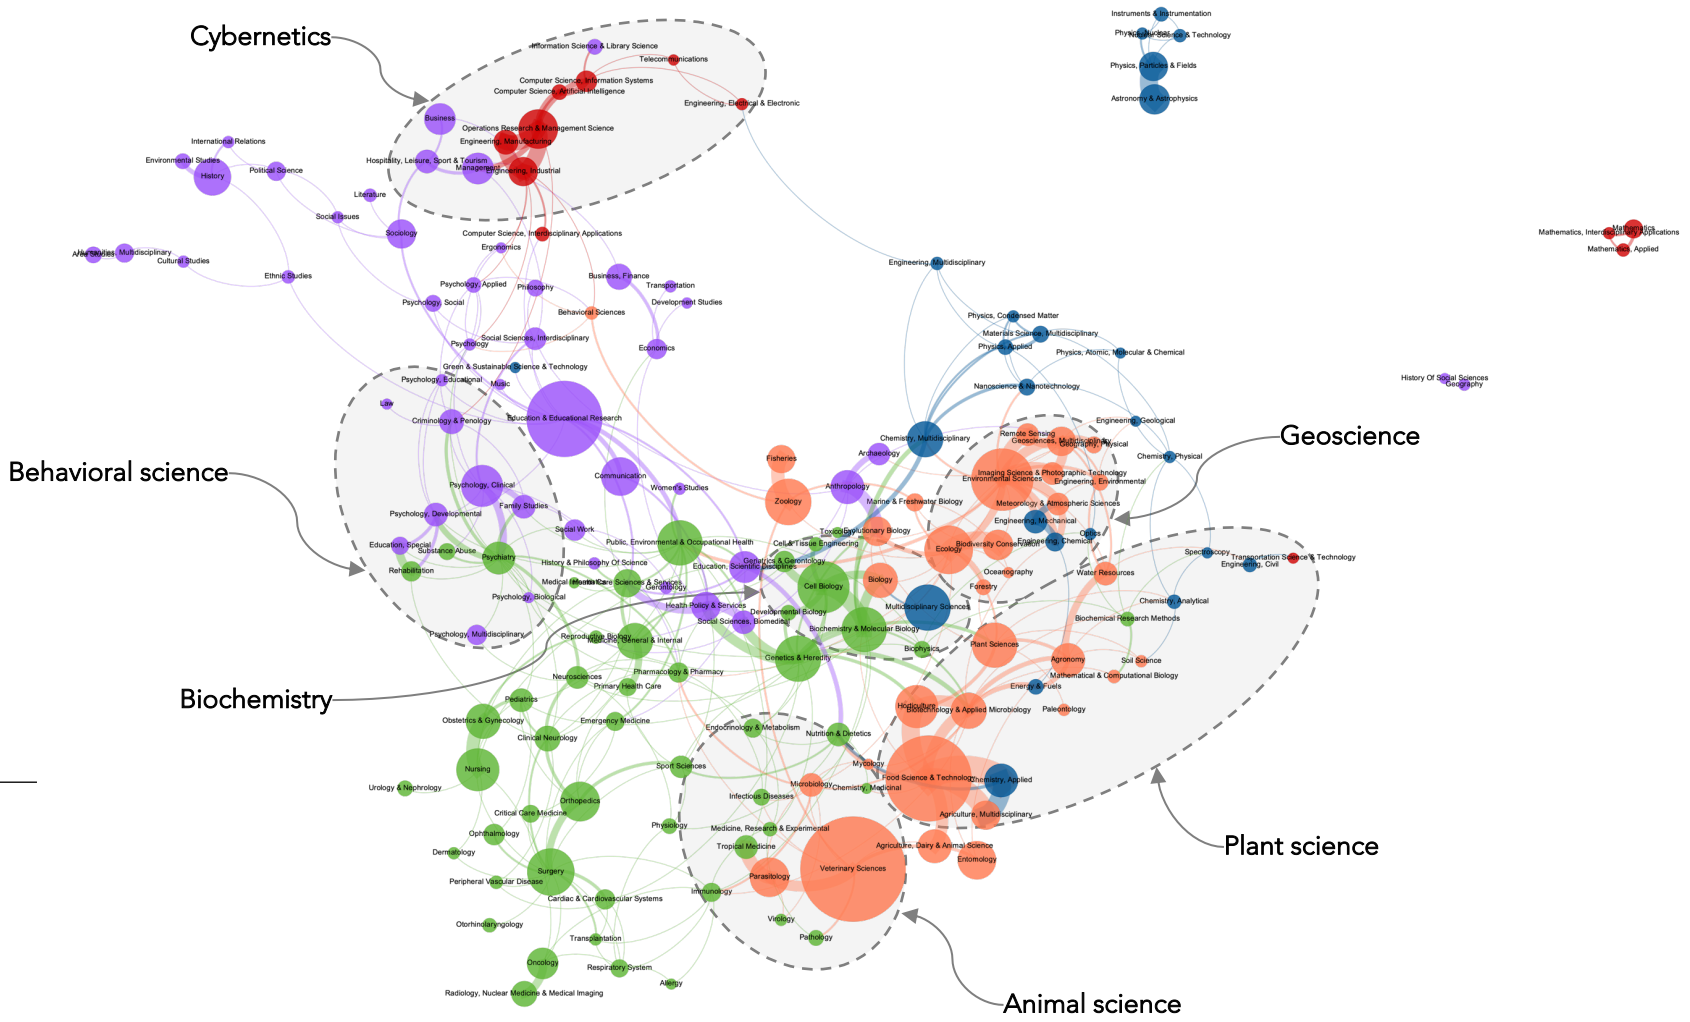 Cybernetics
Information Science & Library Science
Telecommunications
Computer Science, Information Systems
Computer Science, Artificial Intelligence
Engineering, Electrical & Electronic
Business
Operations Research & Management Science
Engineering, Manufacturing
Hospitality, Leisure, Sport & Tourism
Management
Engineering, Industrial
Instruments & Instrumentation
Physics, Nuclear
Nuclear Science & Technology
Physics, Particles & Fields
Astronomy & Astrophysics
International Relations
Environmental Studies
History
Political Science
Literature
Social Issues
Sociology
Humanities, Multidisciplinary
Area Studies
Cultural Studies
Ethnic Studies
Computer Science, Interdisciplinary Applications
Ergonomics
Psychology, Applied
Philosophy
Psychology, Social
Business, Finance
Transportation
Development Studies
Behavioral Sciences
Psychology
Social Sciences, Interdisciplinary
Economics
Green & Sustainable Science & Technology
Psychology, Educational
Music
Law
Criminology & Penology
Education & Educational Research
Engineering, Multidisciplinary
Physics, Condensed Matter
Materials Science, Multidisciplinary
Physics, Applied
Physics, Atomic, Molecular & Chemical
Nanoscience & Nanotechnology
Mathematics
Mathematics, Interdisciplinary Applications
Mathematics, Applied
History Of Social Sciences
Geography
Behavioral science
Geoscience
Engineering, Geological
Chemistry, Physical
Chemistry, Multidisciplinary
Remote Sensing
Geosciences, Multidisciplinary
Geography, Physical
Imaging Science & Photographic Technology
Environmental Sciences
Engineering, Environmental
Meteorology & Atmospheric Sciences
Engineering, Mechanical
Engineering, Chemical
Optics
Archaeology
Anthropology
Fisheries
Zoology
Marine & Freshwater Biology
Evolutionary Biology
Toxicology
Ecology
Biodiversity Conservation
Oceanography
Forestry
Water Resources
Communication
Women's Studies
Psychology, Clinical
Family Studies
Psychology, Developmental
Social Work
Education, Special
Substance Abuse
Psychiatry
Rehabilitation
Public, Environmental & Occupational Health
Cell & Tissue Engineering
Geriatrics & Gerontology
Education, Scientific Disciplines
History & Philosophy Of Science
Medical Informatics
Health Care Sciences & Services
Gerontology
Cell Biology
Biology
Psychology, Biological
Health Policy & Services
Developmental Biology
Multidisciplinary Sciences
Social Sciences, Biomedical
Biochemistry & Molecular Biology
Psychology, Multidisciplinary
Reproductive Biology
Medicine, General & Internal
Biophysics
Genetics & Heredity
Spectroscopy
Transportation Science & Technology
Engineering, Civil
Chemistry, Analytical
Biochemical Research Methods
Plant Sciences
Agronomy
Soil Science
Mathematical & Computational Biology
Energy & Fuels
Paleontology
Biochemistry
Neurosciences
Pharmacology & Pharmacy
Primary Health Care
Pediatrics
Obstetrics & Gynecology
Emergency Medicine
Clinical Neurology
Horticulture
Biotechnology & Applied Microbiology
Endocrinology & Metabolism
Nutrition & Dietetics
Nursing
Sport Sciences
Mycology
Food Science & Technology
Chemistry, Applied
Urology & Nephrology
Microbiology
Chemistry, Medicinal
Infectious Diseases
Orthopedics
Critical Care Medicine
Agriculture, Multidisciplinary
Ophthalmology
Physiology
Medicine, Research & Experimental
Tropical Medicine
Agriculture, Dairy & Animal Science
Entomology
Plant science
Dermatology
Surgery
Veterinary Sciences
Parasitology
Peripheral Vascular Disease
Immunology
Cardiac & Cardiovascular Systems
Otorhinolaryngology
Virology
Transplantation
Pathology
Oncology
Respiratory System
Allergy
Radiology, Nuclear Medicine & Medical Imaging
Animal science